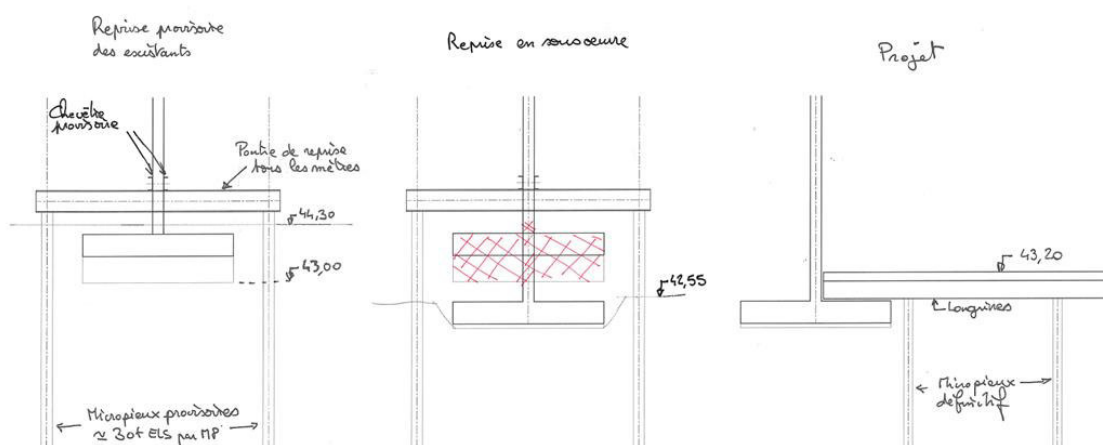 Reprise provisoire
des existants
Chevêtre
provisoire
Poutre de reprise
tous les mètres
44,30
43,00
Micropieux provisoires
≃ 30t ELS par MP
Reprise en sousoeuvre
42,55
Projet
43,20
Longrines
Micropieux
définitif